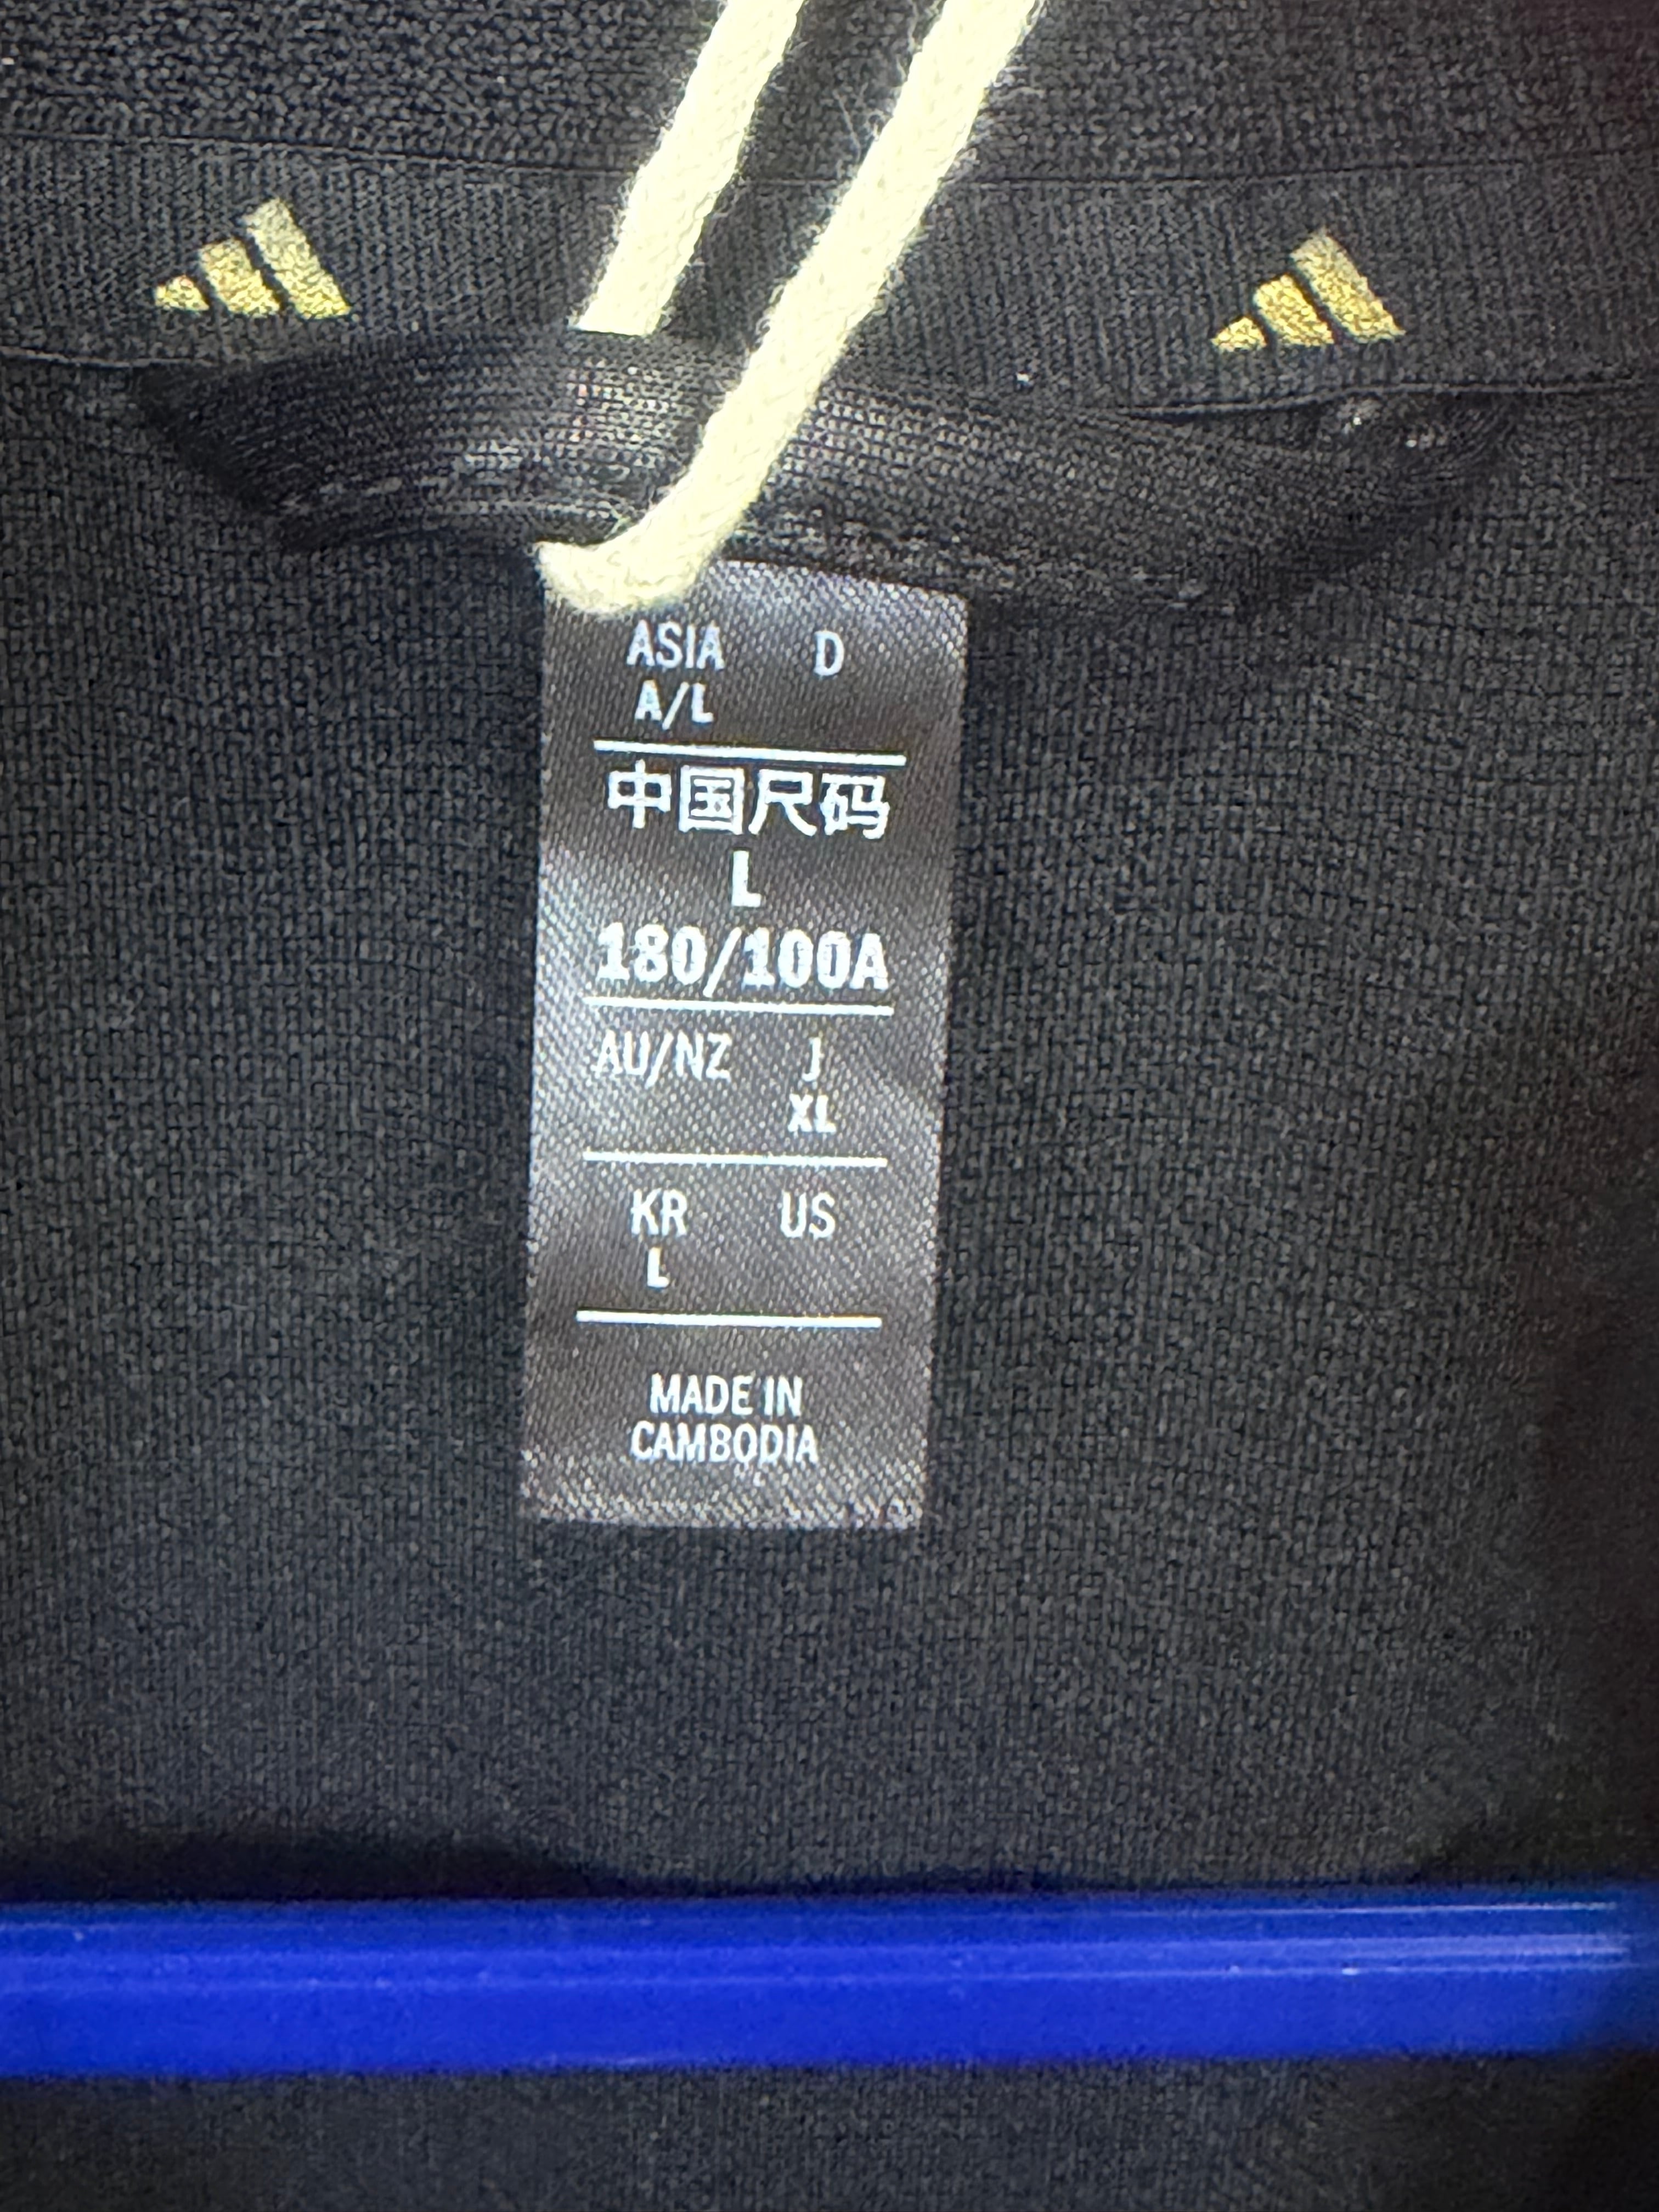 ASIA D
A/L
中国尺码
L
180/100A
AU/NZ J
XL
KR US
L
MADE IN
CAMBODIA